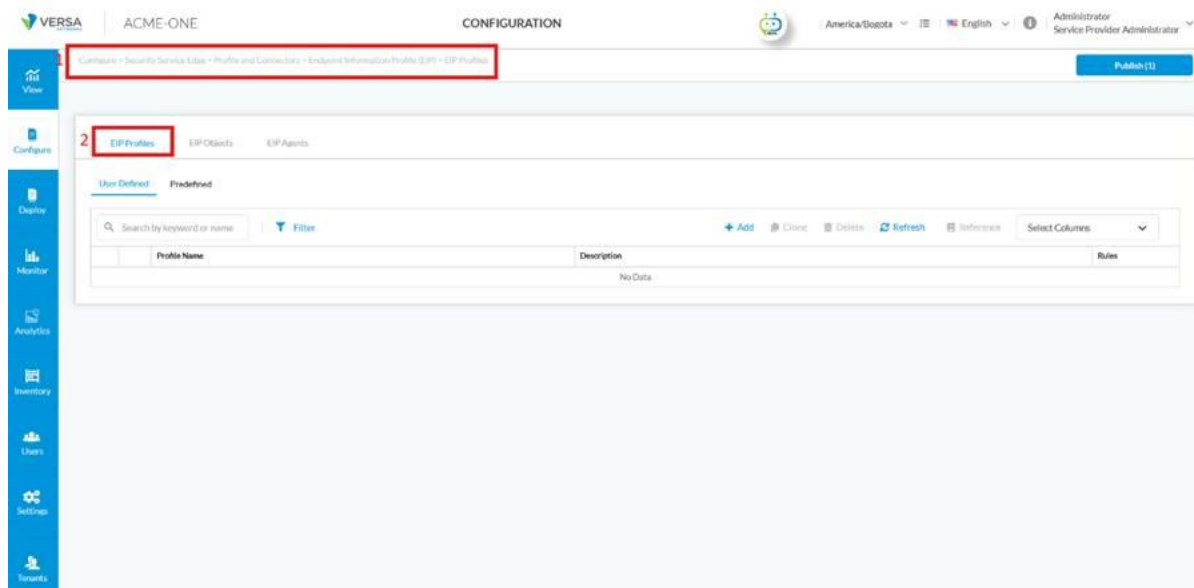 VERSA
NETWORKS
ACME-ONE
CONFIGURATION
America/Bogota
English
Administrator
Service Provider Administrator
1
Configure > Security Service Edge > Profile and Connectors > Endpoint Information Profile (EIP) > EIP Profiles
Publish (1)
View
Configure
Deploy
Monitor
Analytics
Inventory
Users
Settings
Tenants
2
EIP Profiles
EIP Objects
EIP Agents
User Defined
Predefined
Search by keyword or name
Filter
+ Add
Clone
Delete
Refresh
Reference
Select Columns
Profile Name
Description
Rules
No Data